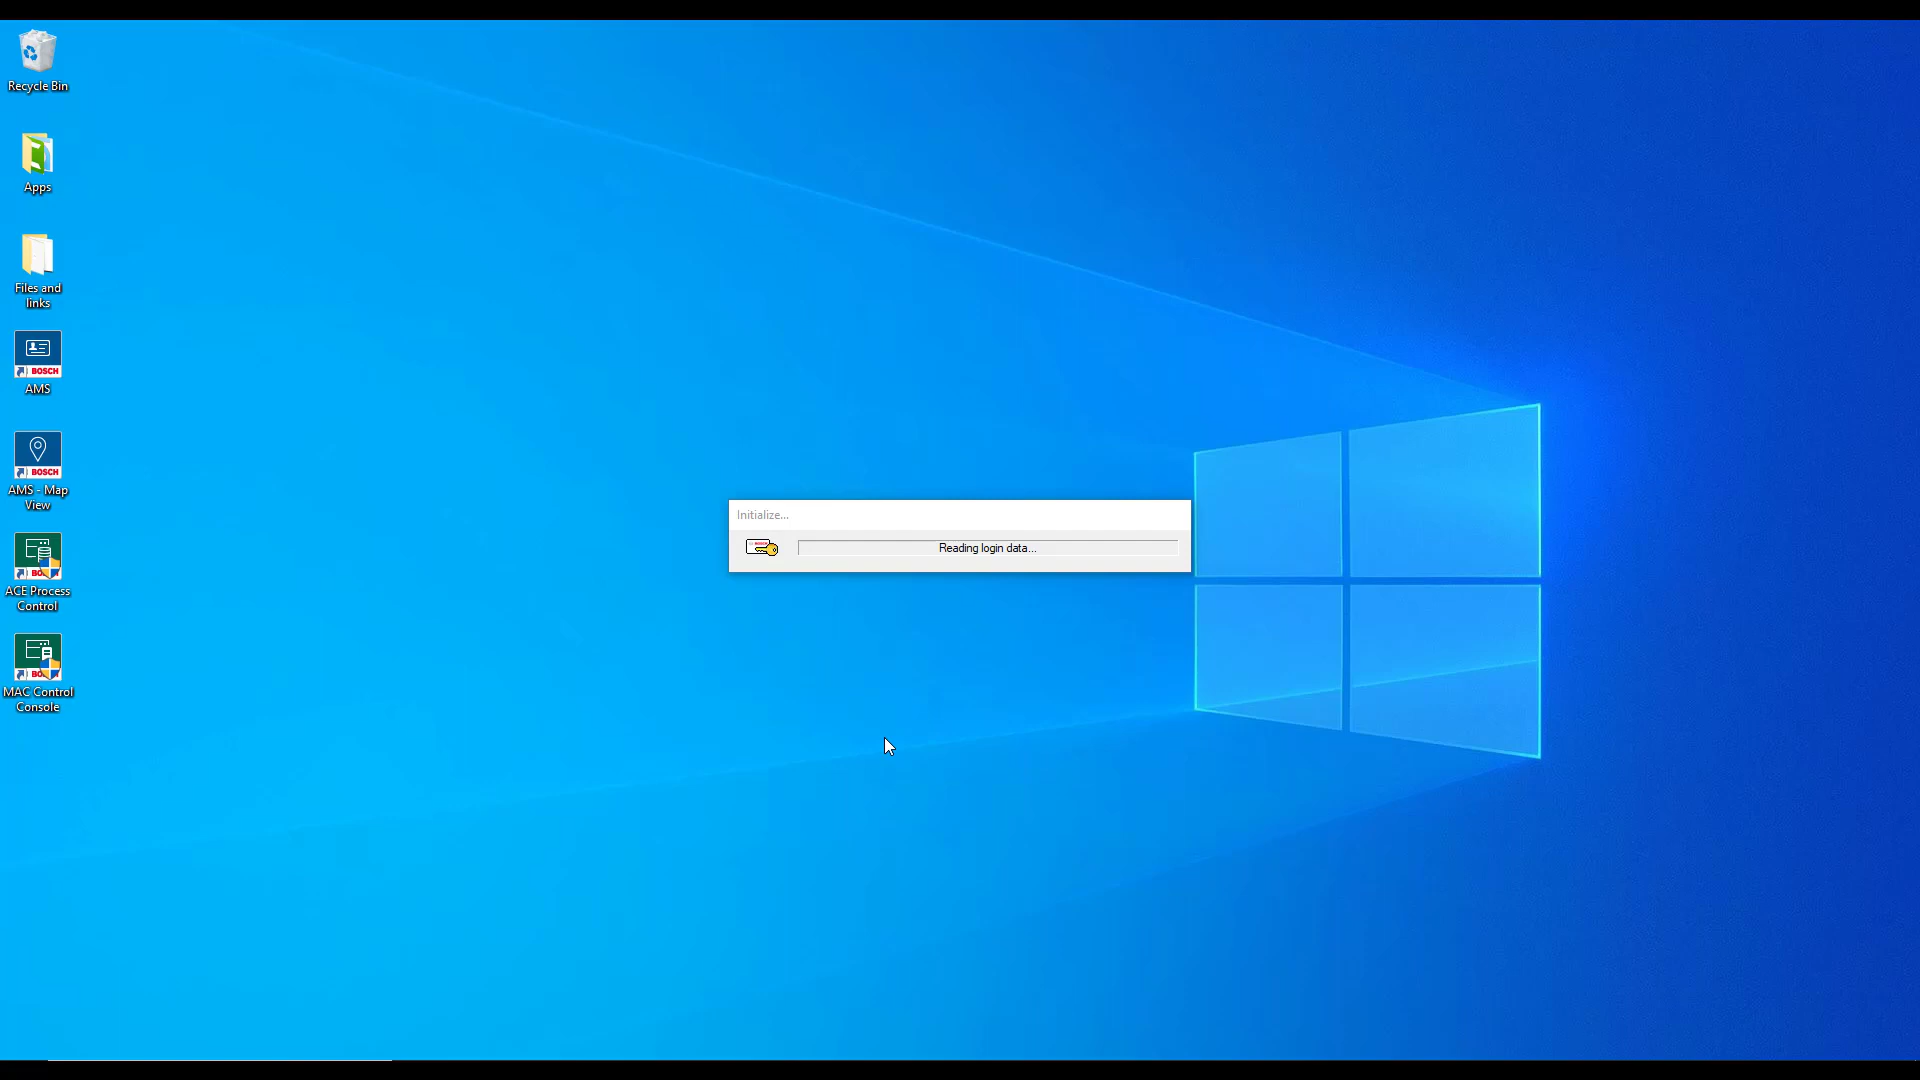 Recycle Bin
Apps
Files and
links
BOSCH
AMS
BOSCH
AMS - Map
View
ACE Process
Control
MAC Control
Console
Initialize...
Reading login data...